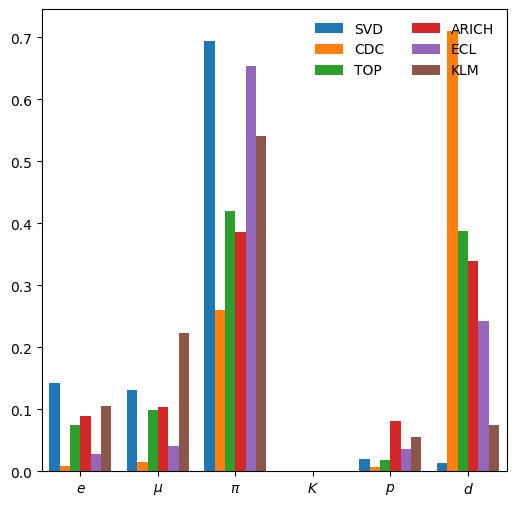 SVD
CDC
TOP
ARICH
ECL
KLM
0.7
0.6
0.5
0.4
0.3
0.2
0.1
0.0
e μ π K p d